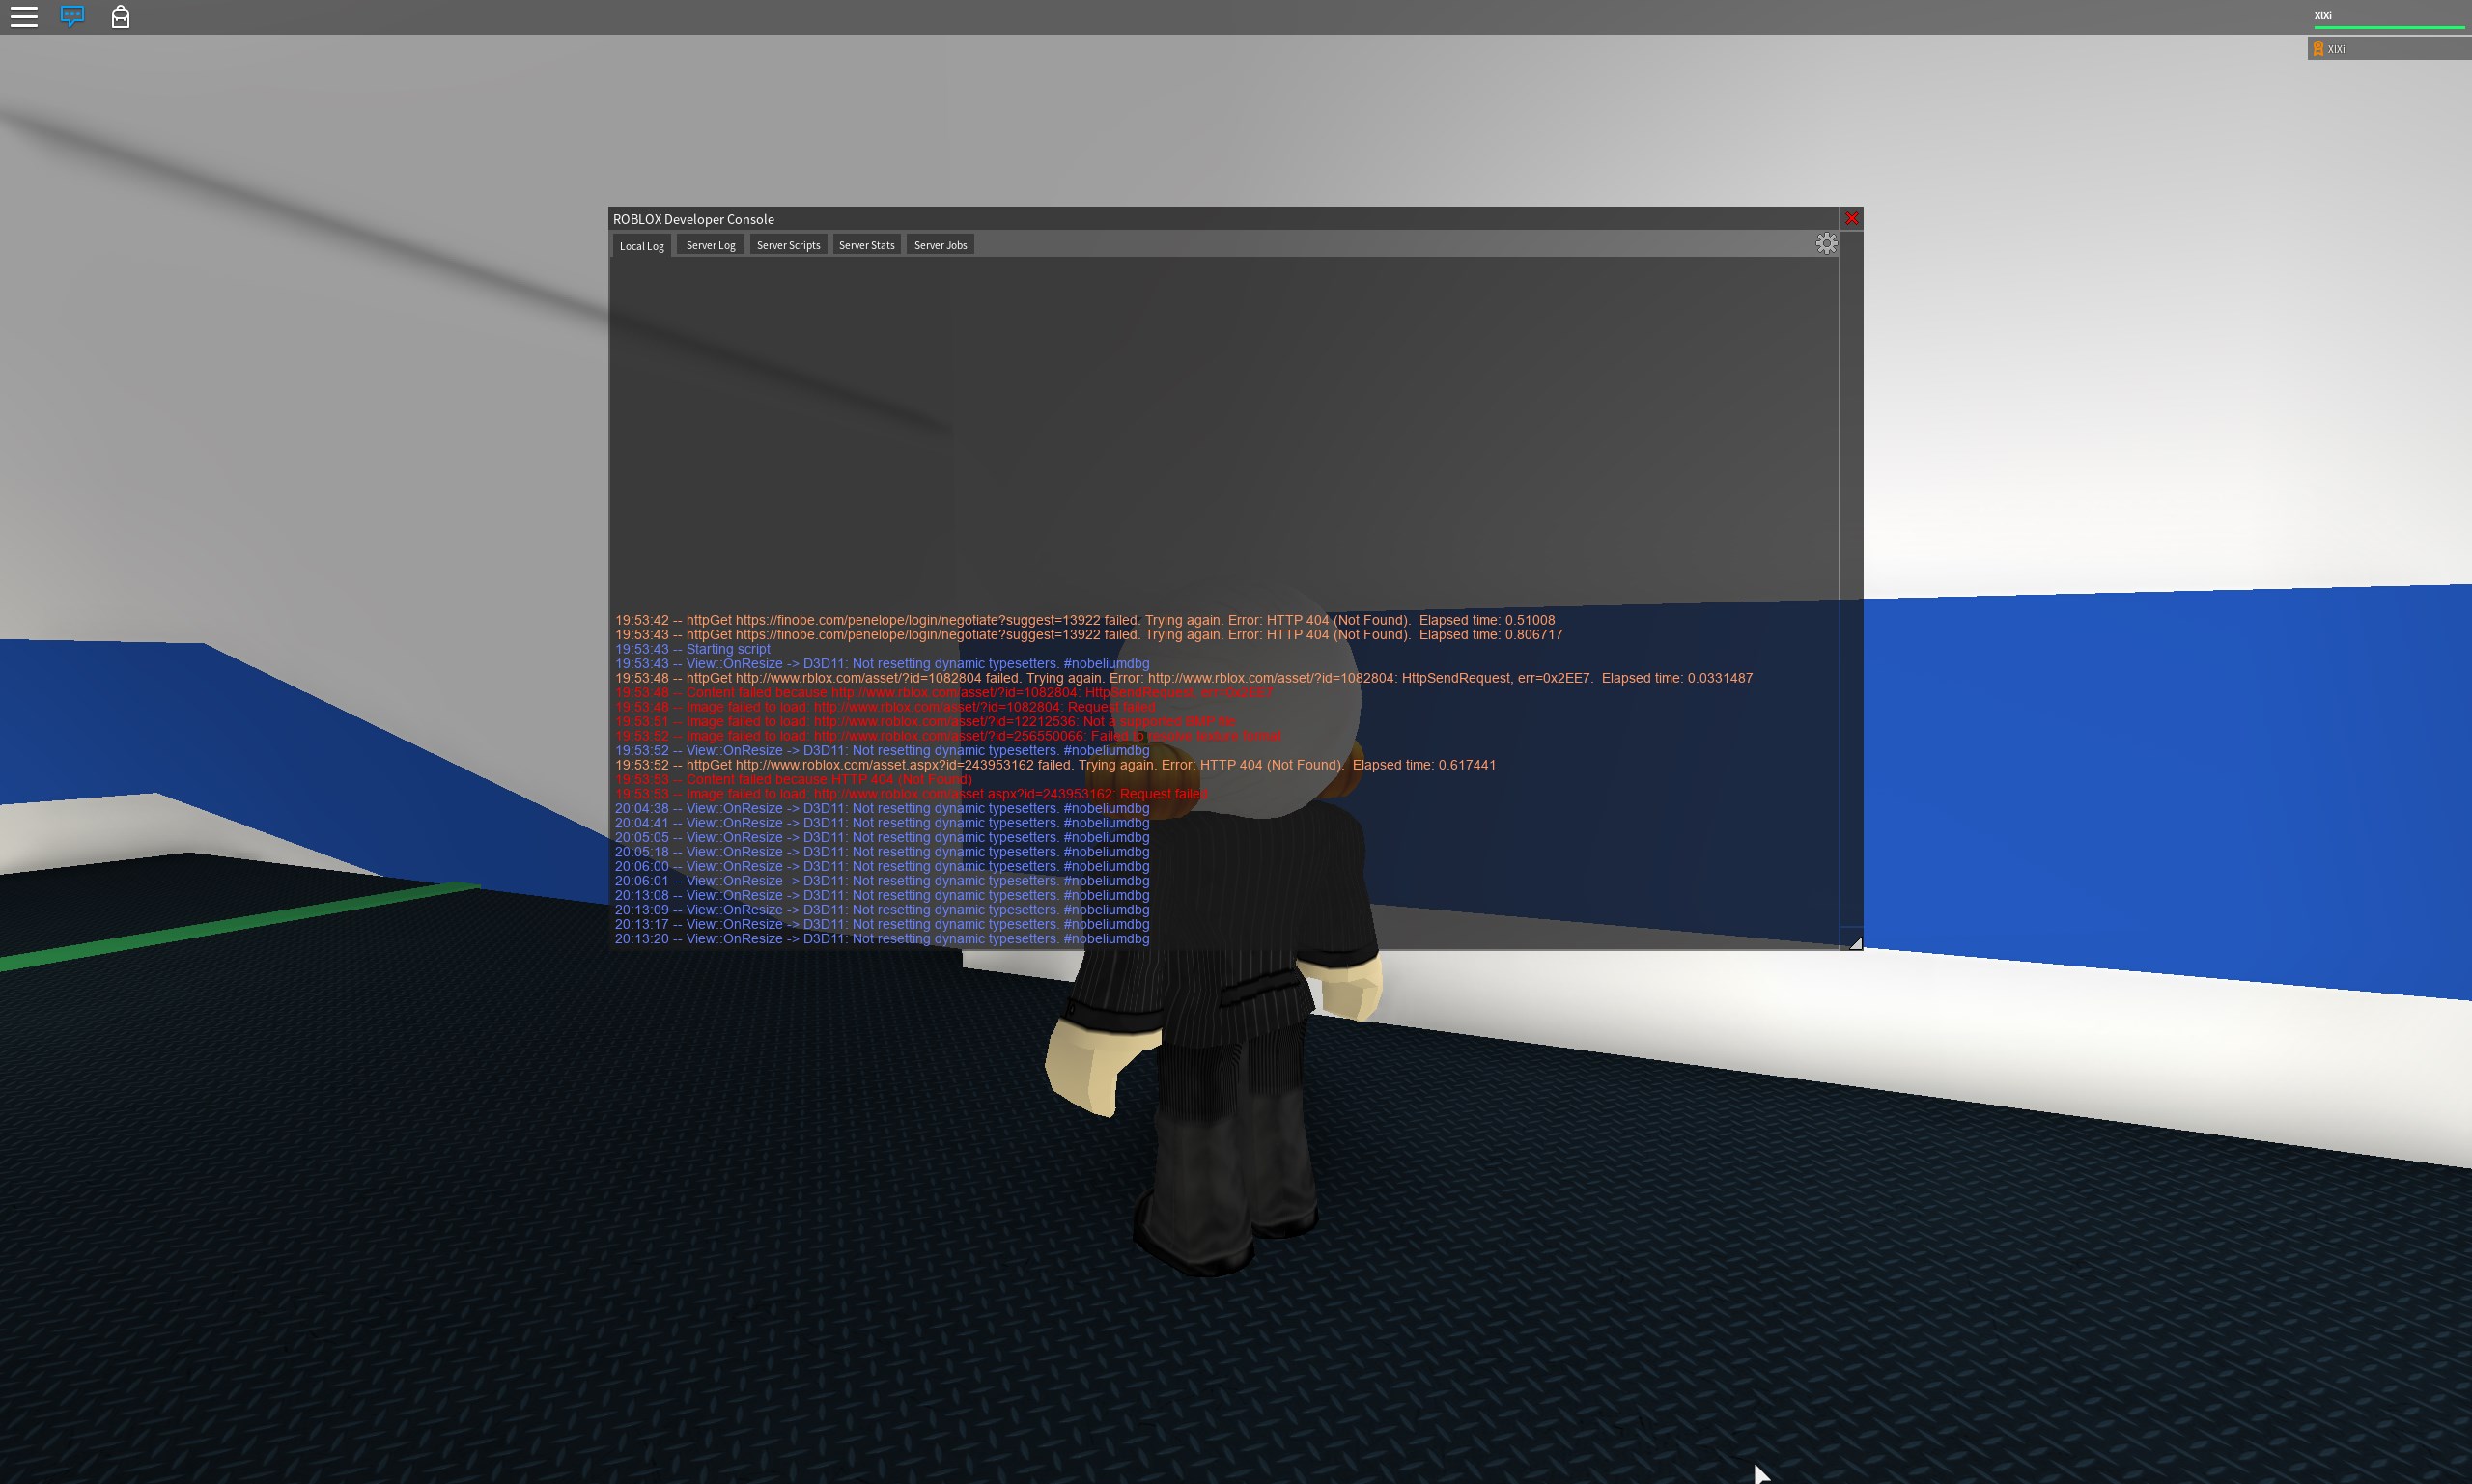 XIXi
XIXi
ROBLOX Developer Console
Local Log Server Log Server Scripts Server Stats Server Jobs
19:53:42 -- httpGet https://finobe.com/penelope/login/negotiate?suggest=13922 failed. Trying again. Error: HTTP 404 (Not Found).  Elapsed time: 0.51008
19:53:43 -- httpGet https://finobe.com/penelope/login/negotiate?suggest=13922 failed. Trying again. Error: HTTP 404 (Not Found).  Elapsed time: 0.806717
19:53:43 -- Starting script
19:53:43 -- View::OnResize -> D3D11: Not resetting dynamic typesetters. #nobeliumdbg
19:53:48 -- httpGet http://www.rblox.com/asset/?id=1082804 failed. Trying again. Error: http://www.rblox.com/asset/?id=1082804: HttpSendRequest, err=0x2EE7.  Elapsed time: 0.0331487
19:53:48 -- Content failed because http://www.rblox.com/asset/?id=1082804: HttpSendRequest, err=0x2EE7
19:53:48 -- Image failed to load: http://www.rblox.com/asset/?id=1082804: Request failed
19:53:51 -- Image failed to load: http://www.roblox.com/asset/?id=12212536: Not a supported BMP file
19:53:52 -- Image failed to load: http://www.roblox.com/asset/?id=256550066: Failed to resolve texture format
19:53:52 -- View::OnResize -> D3D11: Not resetting dynamic typesetters. #nobeliumdbg
19:53:52 -- httpGet http://www.roblox.com/asset.aspx?id=243953162 failed. Trying again. Error: HTTP 404 (Not Found).  Elapsed time: 0.617441
19:53:53 -- Content failed because HTTP 404 (Not Found)
19:53:53 -- Image failed to load: http://www.roblox.com/asset.aspx?id=243953162: Request failed
20:04:38 -- View::OnResize -> D3D11: Not resetting dynamic typesetters. #nobeliumdbg
20:04:41 -- View::OnResize -> D3D11: Not resetting dynamic typesetters. #nobeliumdbg
20:05:05 -- View::OnResize -> D3D11: Not resetting dynamic typesetters. #nobeliumdbg
20:05:18 -- View::OnResize -> D3D11: Not resetting dynamic typesetters. #nobeliumdbg
20:06:00 -- View::OnResize -> D3D11: Not resetting dynamic typesetters. #nobeliumdbg
20:06:01 -- View::OnResize -> D3D11: Not resetting dynamic typesetters. #nobeliumdbg
20:13:08 -- View::OnResize -> D3D11: Not resetting dynamic typesetters. #nobeliumdbg
20:13:09 -- View::OnResize -> D3D11: Not resetting dynamic typesetters. #nobeliumdbg
20:13:17 -- View::OnResize -> D3D11: Not resetting dynamic typesetters. #nobeliumdbg
20:13:20 -- View::OnResize -> D3D11: Not resetting dynamic typesetters. #nobeliumdbg